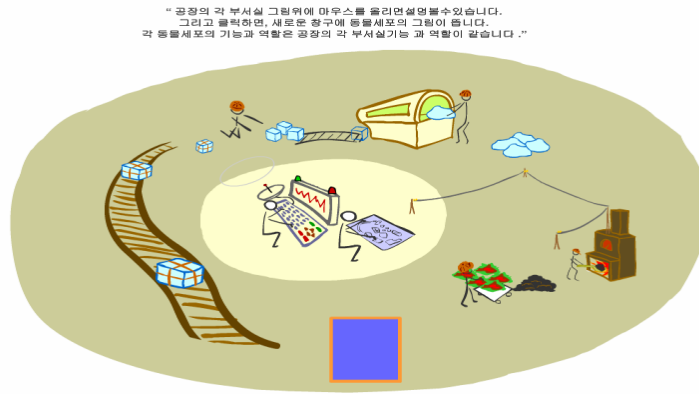 “ 공장의 각 부서실 그림위에 마우스를 올리면설명볼수있습니다.
그리고 클릭하면, 새로운 창구에 동물세포의 그림이 뜹니다.
각 동물세포의 기능과 역할은 공장의 각 부서실기능 과 역할이 같습니다 .”